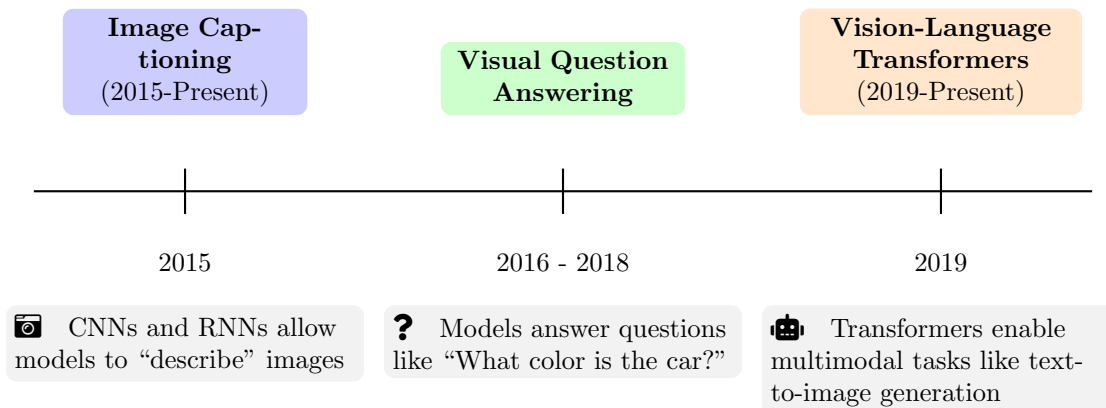 Image Cap-
tioning
(2015-Present)
Visual Question
Answering
Vision-Language
Transformers
(2019-Present)
2015
2016 - 2018
2019
CNNs and RNNs allow
models to “describe” images
? Models answer questions
like “What color is the car?”
Transformers enable
multimodal tasks like text-
to-image generation